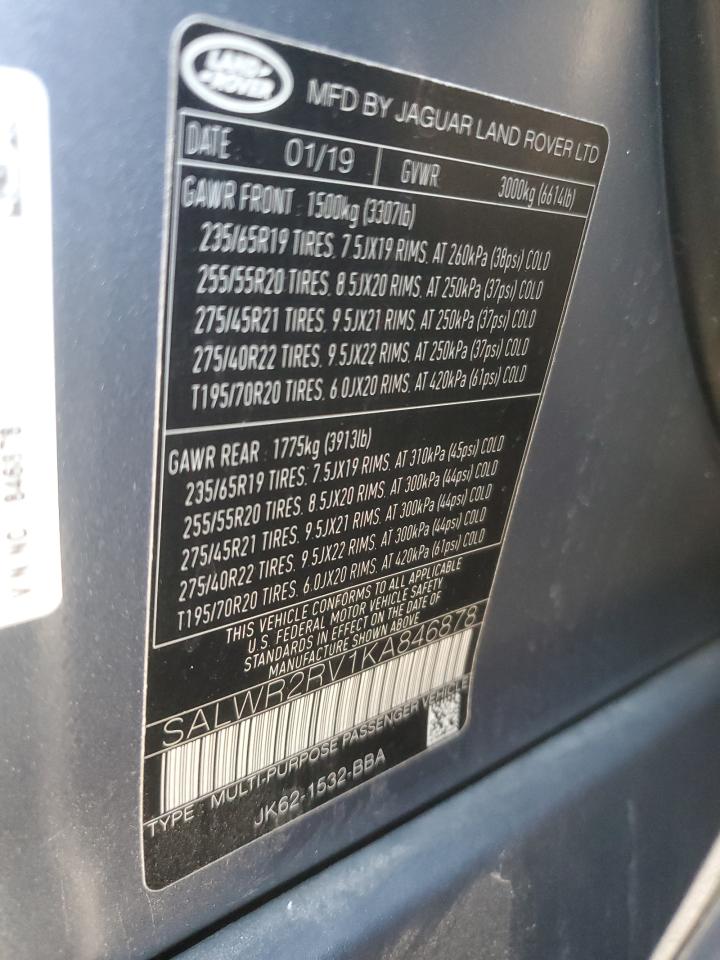 LAND ROVER
MFD BY JAGUAR LAND ROVER LTD
DATE 01/19 GVWR 3000kg (6614lb)
GAWR FRONT 1500kg (3307lb)
235/65R19 TIRES, 7.5JX19 RIMS, AT 260kPa (38psi) COLD
255/55R20 TIRES, 8.5JX20 RIMS, AT 250kPa (37psi) COLD
275/45R21 TIRES, 9.5JX21 RIMS, AT 250kPa (37psi) COLD
275/40R22 TIRES, 9.5JX22 RIMS, AT 250kPa (37psi) COLD
T195/70R20 TIRES, 6.0JX20 RIMS, AT 420kPa (61psi) COLD
GAWR REAR : 1775kg (3913lb)
235/65R19 TIRES, 7.5JX19 RIMS, AT 310kPa (45psi) COLD
255/55R20 TIRES, 8.5JX20 RIMS, AT 300kPa (44psi) COLD
275/45R21 TIRES, 9.5JX21 RIMS, AT 300kPa (44psi) COLD
275/40R22 TIRES, 9.5JX22 RIMS, AT 300kPa (44psi) COLD
T195/70R20 TIRES, 6.0JX20 RIMS, AT 420kPa (61psi) COLD
THIS VEHICLE CONFORMS TO ALL APPLICABLE
U.S. FEDERAL MOTOR VEHICLE SAFETY
STANDARDS IN EFFECT ON THE DATE OF
MANUFACTURE SHOWN ABOVE
SALWR2RV1KA846878
TYPE : MULTI-PURPOSE PASSENGER VEHICLE
JK62-1532-BBA